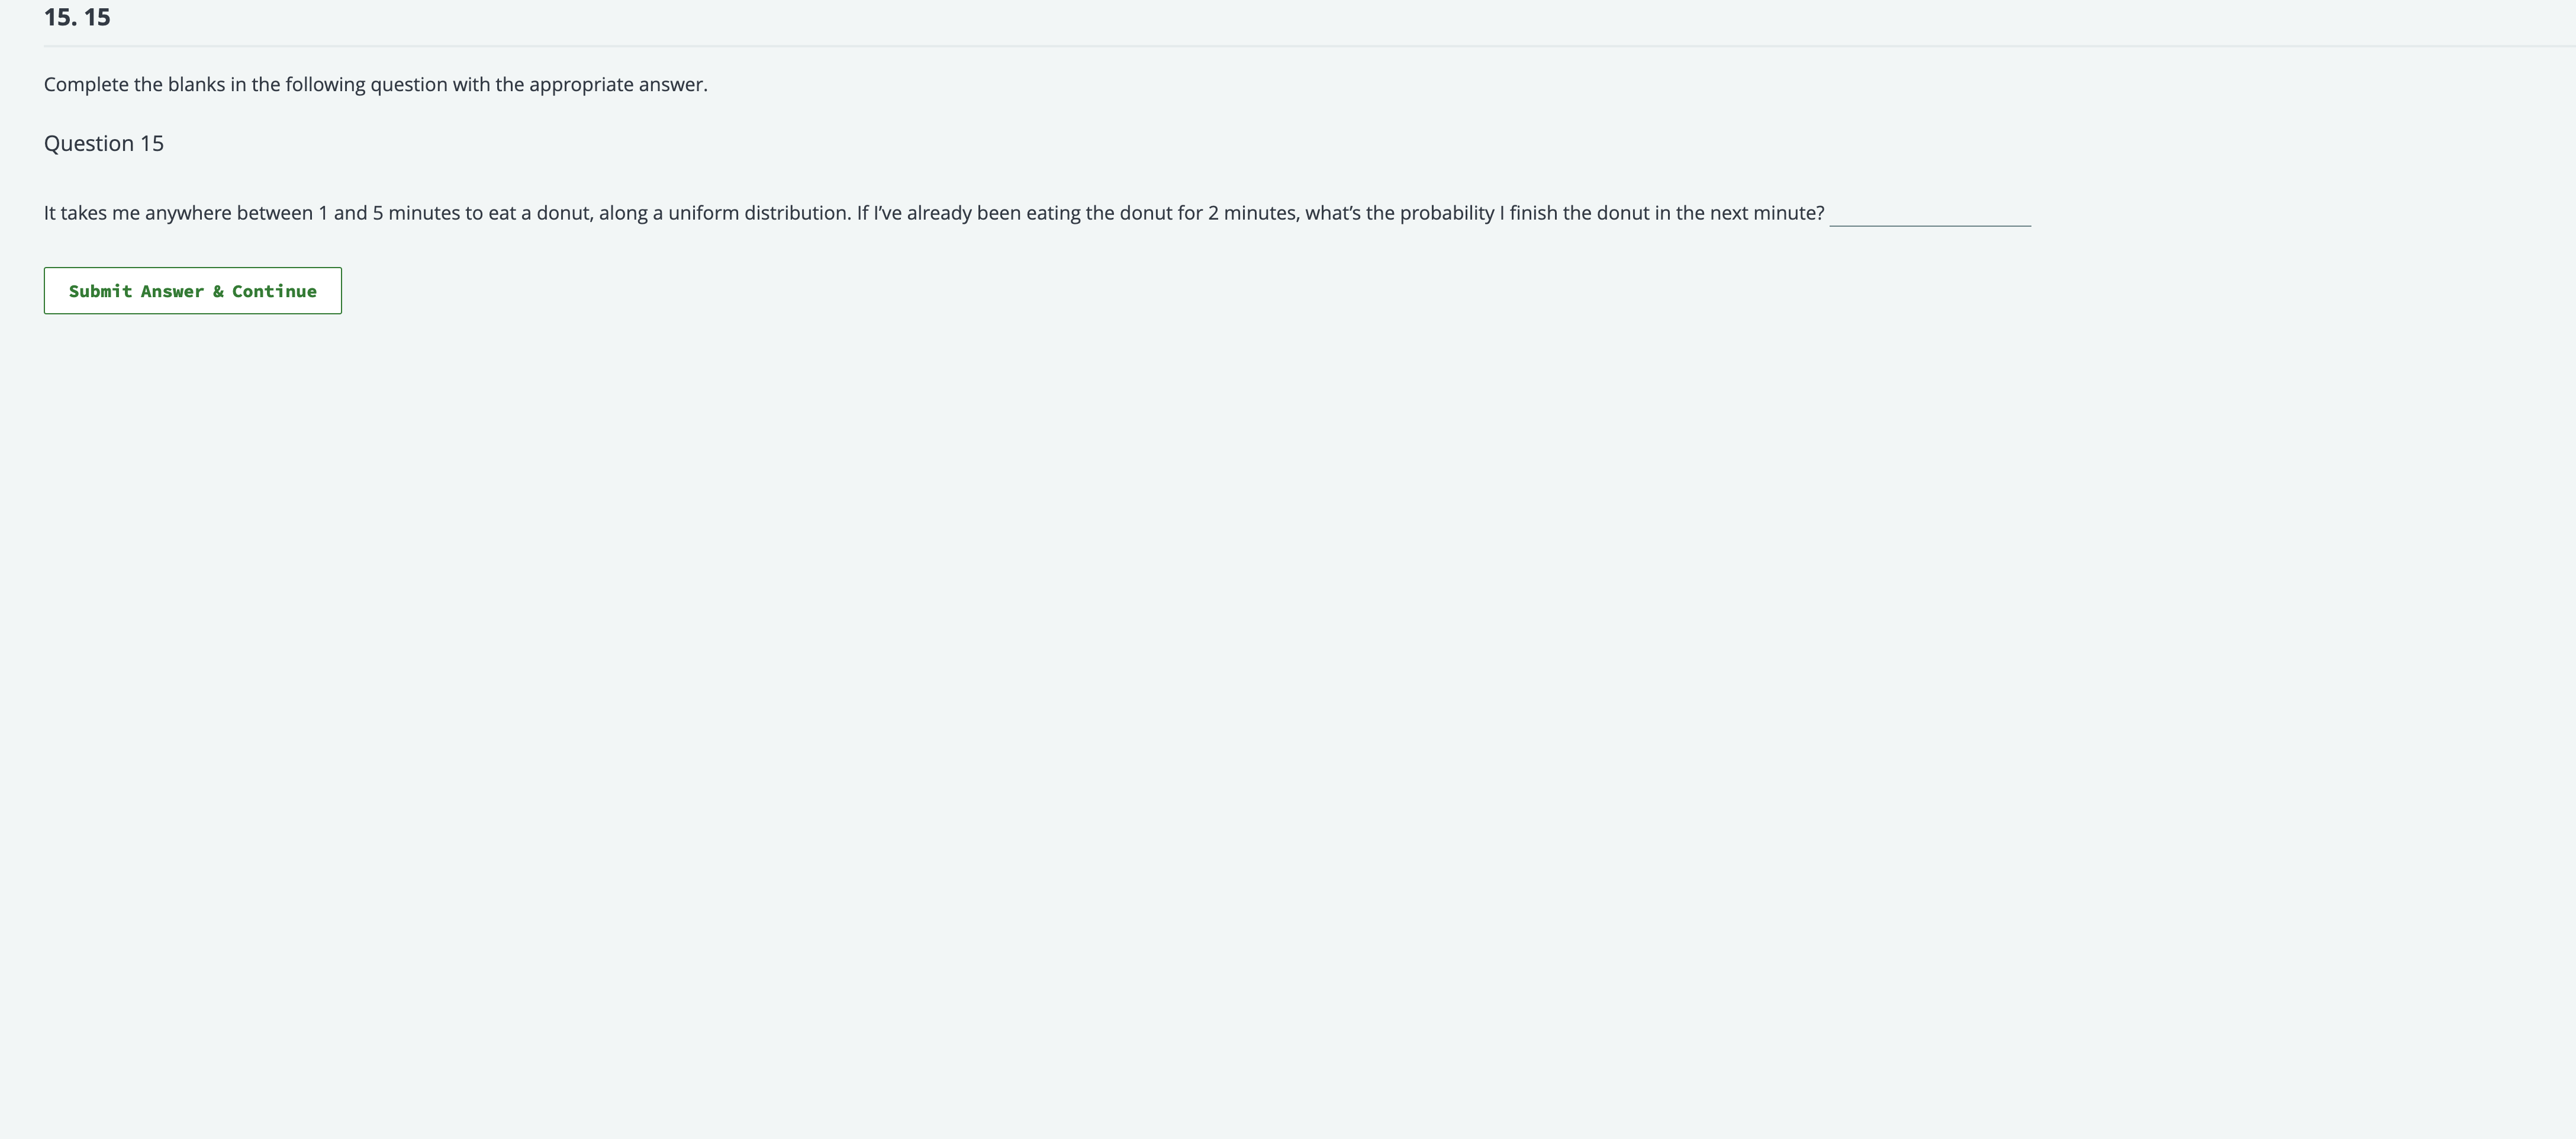 15. 15
Complete the blanks in the following question with the appropriate answer.
Question 15
It takes me anywhere between 1 and 5 minutes to eat a donut, along a uniform distribution. If I’ve already been eating the donut for 2 minutes, what’s the probability I finish the donut in the next minute?
Submit Answer & Continue